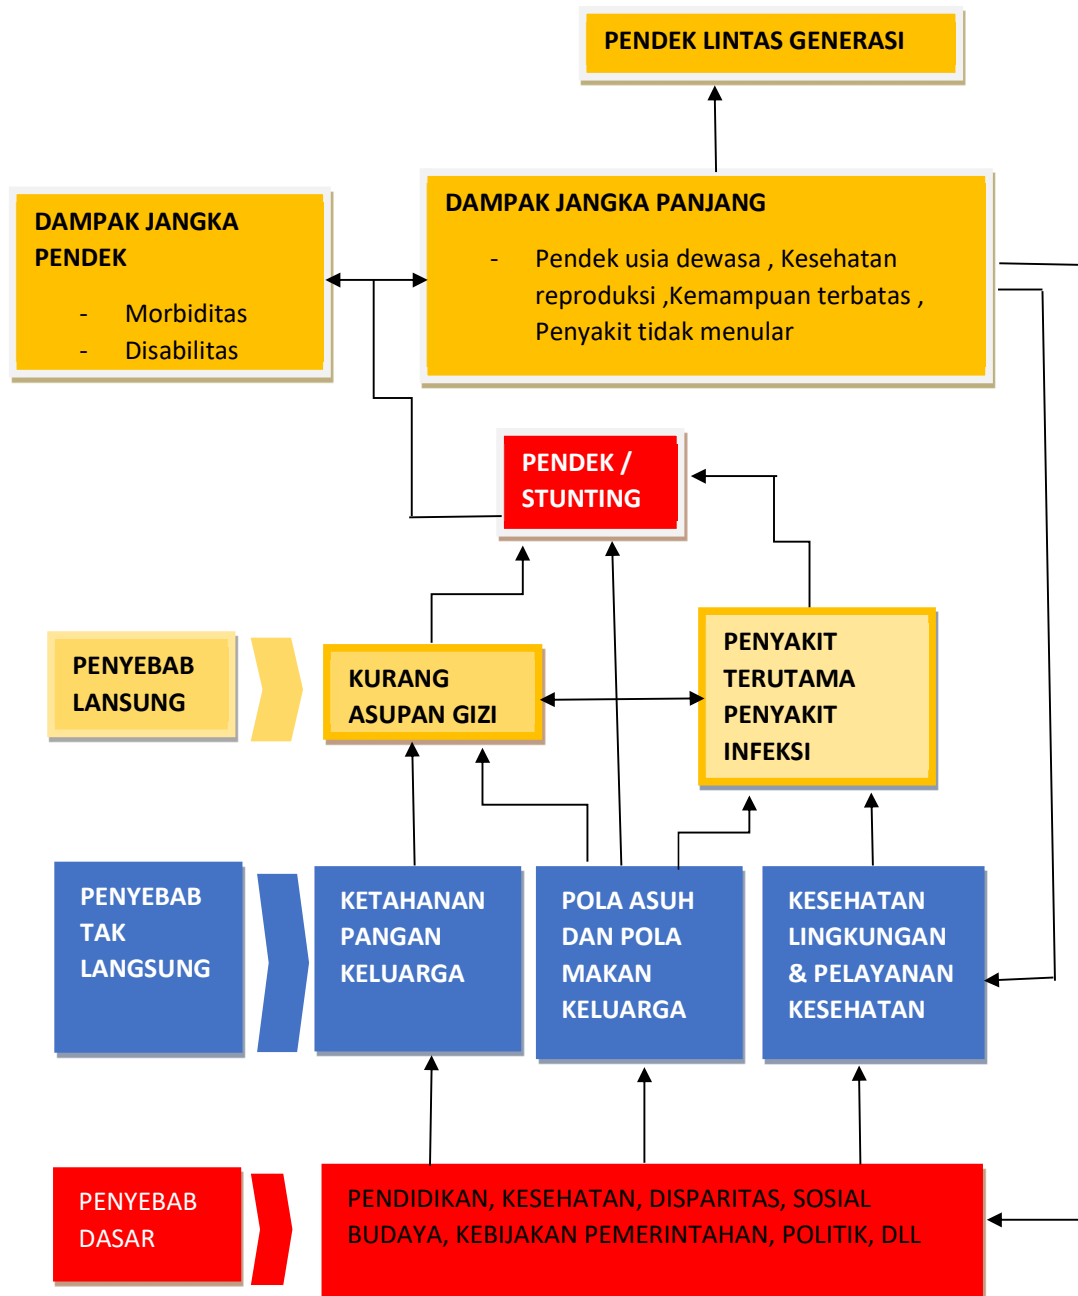 PENDEK LINTAS GENERASI
DAMPAK JANGKA
PENDEK
- Morbiditas
- Disabilitas
DAMPAK JANGKA PANJANG
- Pendek usia dewasa , Kesehatan
reproduksi ,Kemampuan terbatas ,
Penyakit tidak menular
PENDEK /
STUNTING
PENYEBAB
LANSUNG
KURANG
ASUPAN GIZI
PENYAKIT
TERUTAMA
PENYAKIT
INFEKSI
PENYEBAB
TAK
LANGSUNG
KETAHANAN
PANGAN
KELUARGA
POLA ASUH
DAN POLA
MAKAN
KELUARGA
KESEHATAN
LINGKUNGAN
& PELAYANAN
KESEHATAN
PENYEBAB
DASAR
PENDIDIKAN, KESEHATAN, DISPARITAS, SOSIAL
BUDAYA, KEBIJAKAN PEMERINTAHAN, POLITIK, DLL